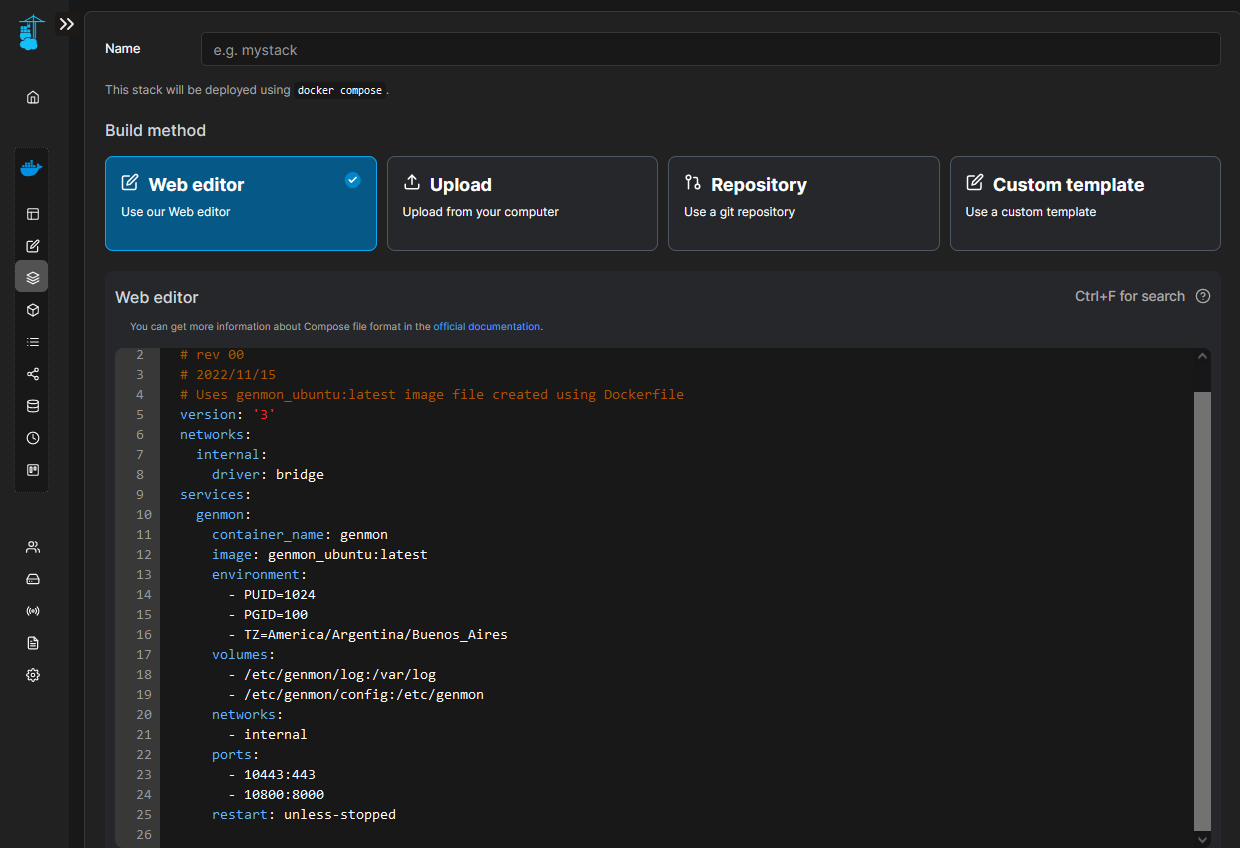 Name
e.g. mystack
This stack will be deployed using docker compose.
Build method
Web editor
Use our Web editor
Upload
Upload from your computer
Repository
Use a git repository
Custom template
Use a custom template
Web editor
Ctrl+F for search
You can get more information about Compose file format in the official documentation.
2 # rev 00
3 # 2022/11/15
4 # Uses genmon_ubuntu:latest image file created using Dockerfile
5 version: '3'
6 networks:
7   internal:
8     driver: bridge
9 services:
10   genmon:
11     container_name: genmon
12     image: genmon_ubuntu:latest
13     environment:
14       - PUID=1024
15       - PGID=100
16       - TZ=America/Argentina/Buenos_Aires
17     volumes:
18       - /etc/genmon/log:/var/log
19       - /etc/genmon/config:/etc/genmon
20     networks:
21       - internal
22     ports:
23       - 10443:443
24       - 10800:8000
25     restart: unless-stopped
26